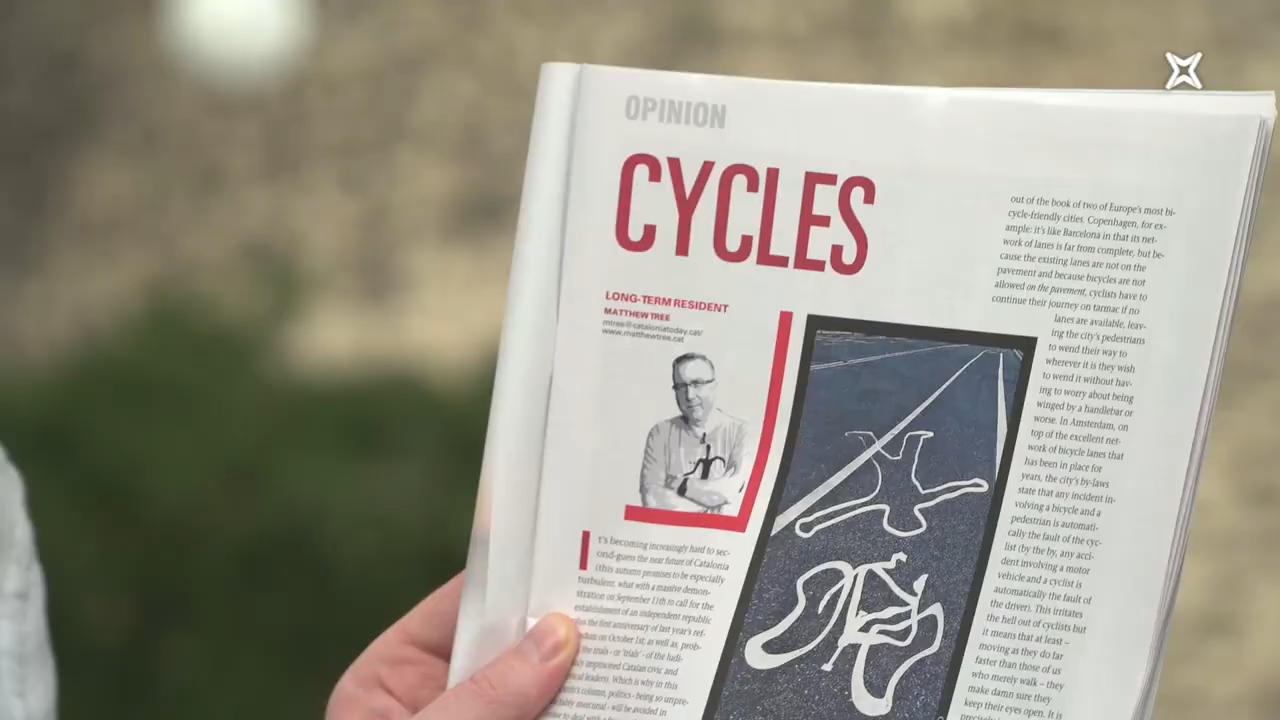 OPINION
CYCLES
LONG-TERM RESIDENT
MATTHEW TREE
mtree@cataloniatoday.cat/
www.matthewtree.cat
It's becoming increasingly hard to sec-
ond-guess the near future of Catalonia
(this autumn promises to be especially
turbulent, what with a massive demon-
stration on September 11th to call for the
establishment of an independent republic
the first anniversary of last year's ref-
on October 1st; as well as, prob-
the trials - or 'trials' - of the
imprisoned Catalan civic and
leaders). Which is why in this
column, politics - being so unpre-
mercurial - will be avoided in
to deal with
out of the book of two of Europe's most bi-
cycle-friendly cities. Copenhagen, for ex-
ample: it's like Barcelona in that its net-
work of lanes is far from complete, but be-
cause the existing lanes are not on the
pavement and because bicycles are not
allowed on the pavement, cyclists have to
continue their journey on tarmac if no
lanes are available, leav-
ing the city's pedestrians
to wend their way to
wherever it is they wish
to wend it without hav-
ing to worry about being
winged by a handlebar or
worse. In Amsterdam, on
top of the excellent net-
work of bicycle lanes that
has been in place for
years, the city's by-laws
state that any incident in-
volving a bicycle and a
pedestrian is automati-
cally the fault of the cyc-
list (by the by, any acci-
dent involving a motor
vehicle and a cyclist is
automatically the fault of
the driver). This irritates
the hell out of cyclists but
it means that at least –
moving as they do far
faster than those of us
who merely walk – they
make damn sure they
keep their eyes open. It is